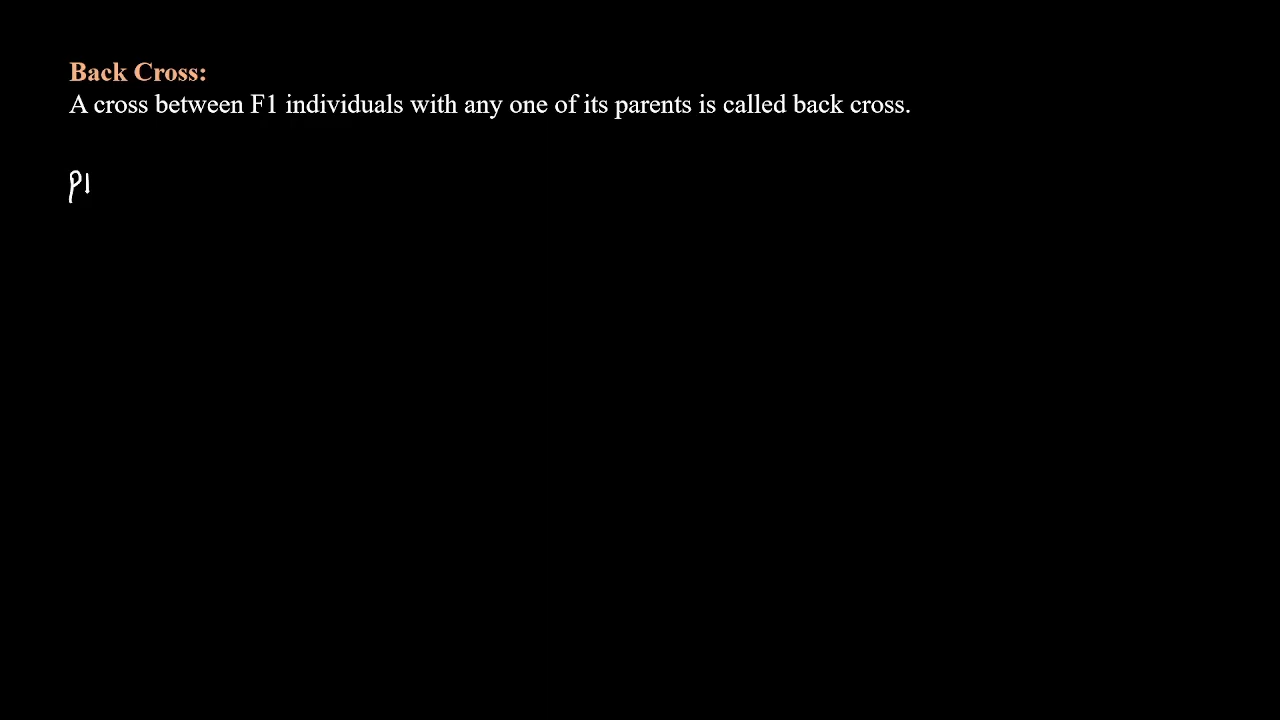 Back Cross:
A cross between F1 individuals with any one of its parents is called back cross.
P1